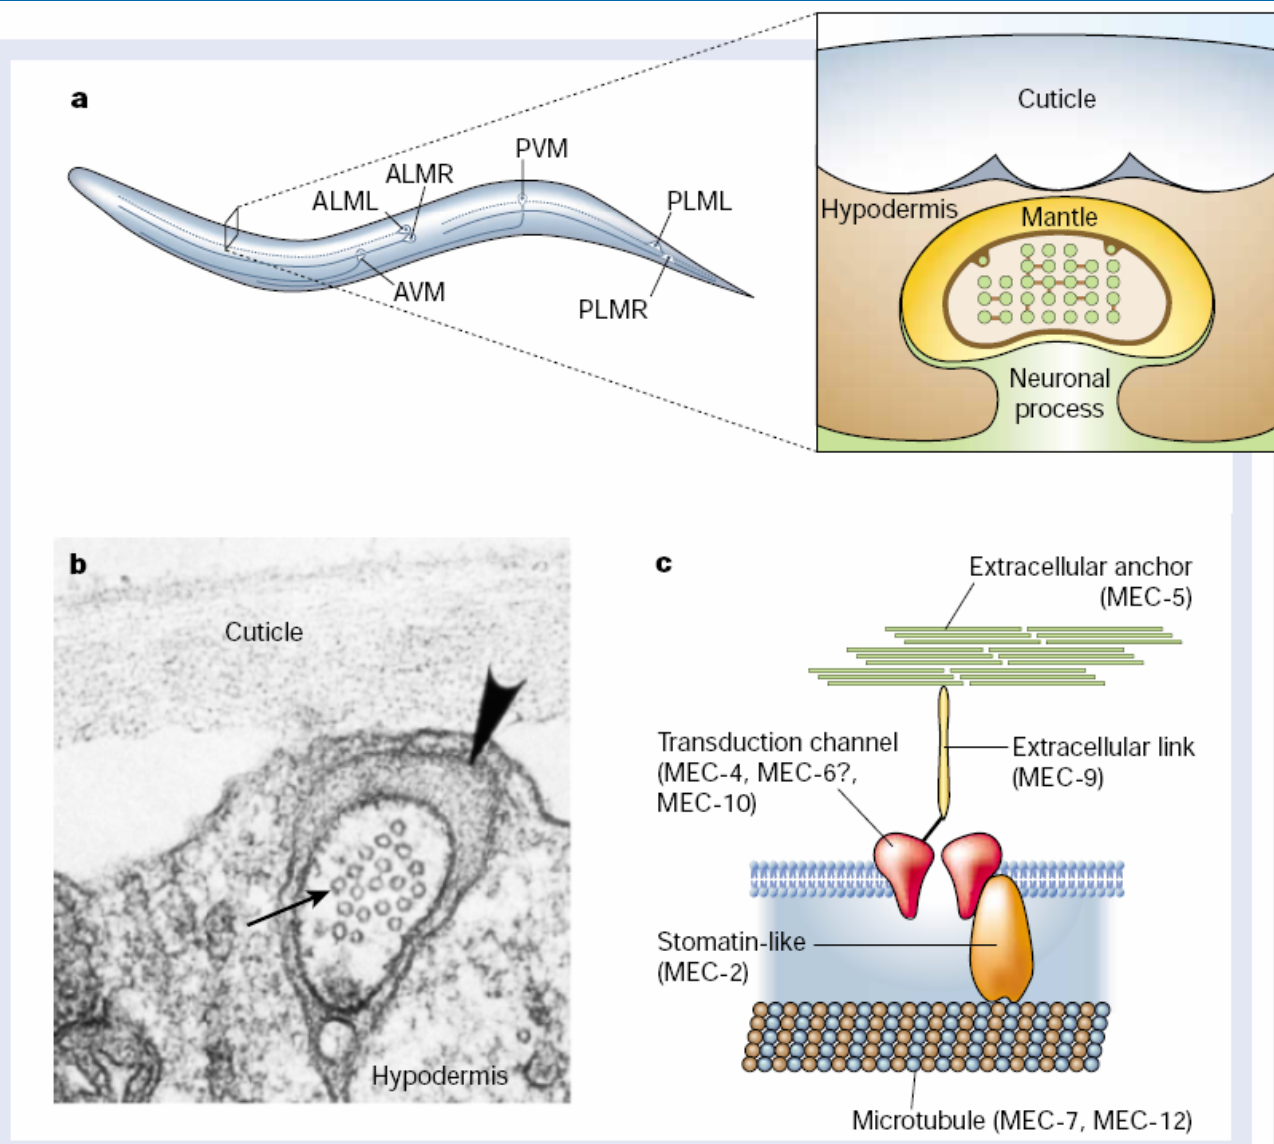 a
PVM
ALMR
ALML
PLML
AVM
PLMR
Cuticle
Hypodermis
Mantle
Neuronal
process
b
Cuticle
Hypodermis
c
Extracellular anchor
(MEC-5)
Transduction channel
(MEC-4, MEC-6?,
MEC-10)
Extracellular link
(MEC-9)
Stomatin-like
(MEC-2)
Microtubule (MEC-7, MEC-12)